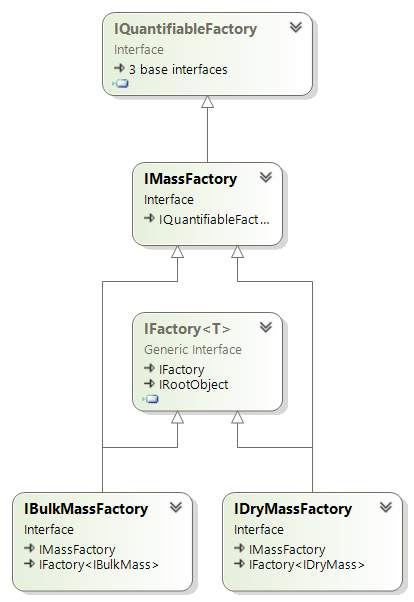 IQuantifiableFactory
Interface
3 base interfaces
IMassFactory
Interface
IQuantifiableFact...
IFactory<T>
Generic Interface
IFactory
IRootObject
IBulkMassFactory
Interface
IMassFactory
IFactory<IBulkMass>
IDryMassFactory
Interface
IMassFactory
IFactory<IDryMass>